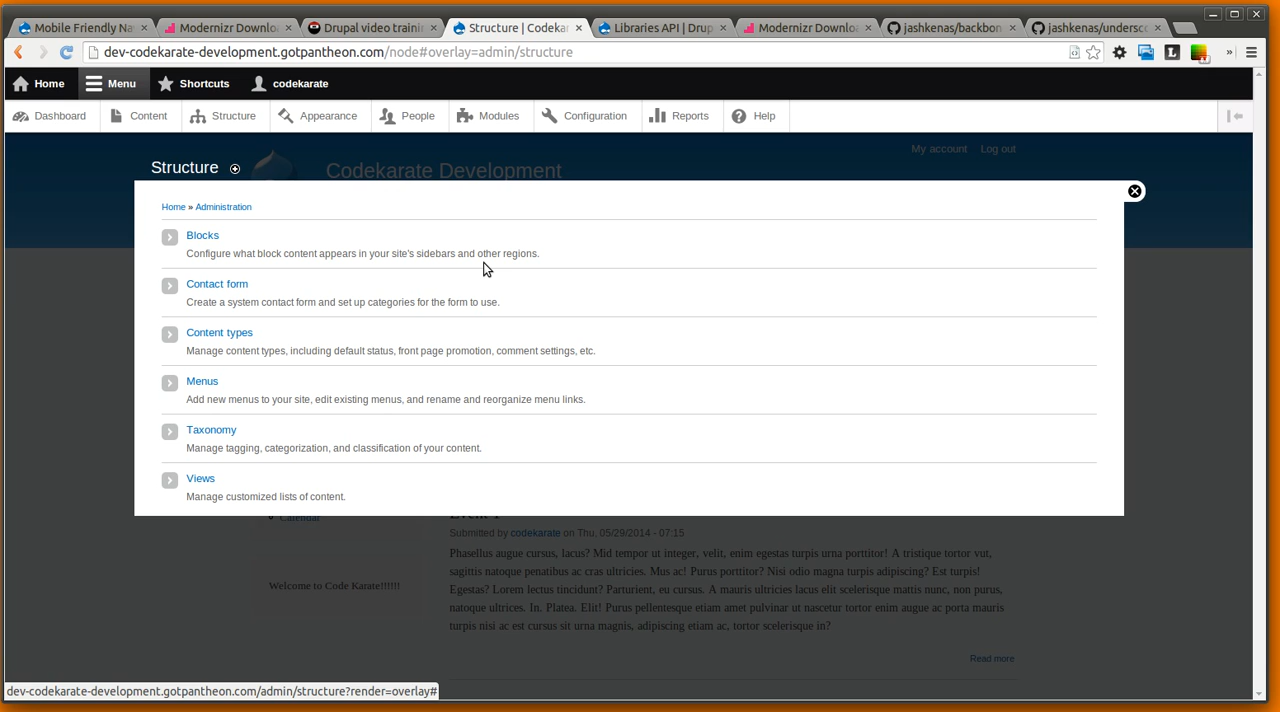 Mobile Friendly Na
Modernizr Downlo
Drupal video traini
Structure | Codekara
Libraries API | Drup
Modernizr Downlo
jashkenas/backbon
jashkenas/undersc
dev-codekarate-development.gotpantheon.com/node#overlay=admin/structure
Home
Menu
Shortcuts
codekarate
Dashboard
Content
Structure
Appearance
People
Modules
Configuration
Reports
Help
My account
Log out
Structure
Codekarate Development
Home » Administration
Blocks
Configure what block content appears in your site's sidebars and other regions.
Contact form
Create a system contact form and set up categories for the form to use.
Content types
Manage content types, including default status, front page promotion, comment settings, etc.
Menus
Add new menus to your site, edit existing menus, and rename and reorganize menu links.
Taxonomy
Manage tagging, categorization, and classification of your content.
Views
Manage customized lists of content.
Calendar
Submitted by codekarate on Thu, 05/29/2014 - 07:15
Phasellus augue cursus, lacus? Mid tempor ut integer, velit, enim egestas turpis urna porttitor! A tristique tortor vut,
sagittis natoque penatibus ac cras ultricies. Mus ac! Purus porttitor? Nisi odio magna turpis adipiscing? Est turpis!
Egestas? Lorem lectus tincidunt? Parturient, eu cursus. A mauris ultricies lacus elit scelerisque mattis nunc, non purus,
natoque ultrices. In. Platea. Elit! Purus pellentesque etiam amet pulvinar ut nascetur tortor enim augue ac porta mauris
turpis nisi ac est cursus sit urna magnis, adipiscing etiam ac, tortor scelerisque in?
Welcome to Code Karate!!!!!!
Read more
dev-codekarate-development.gotpantheon.com/admin/structure?render=overlay#